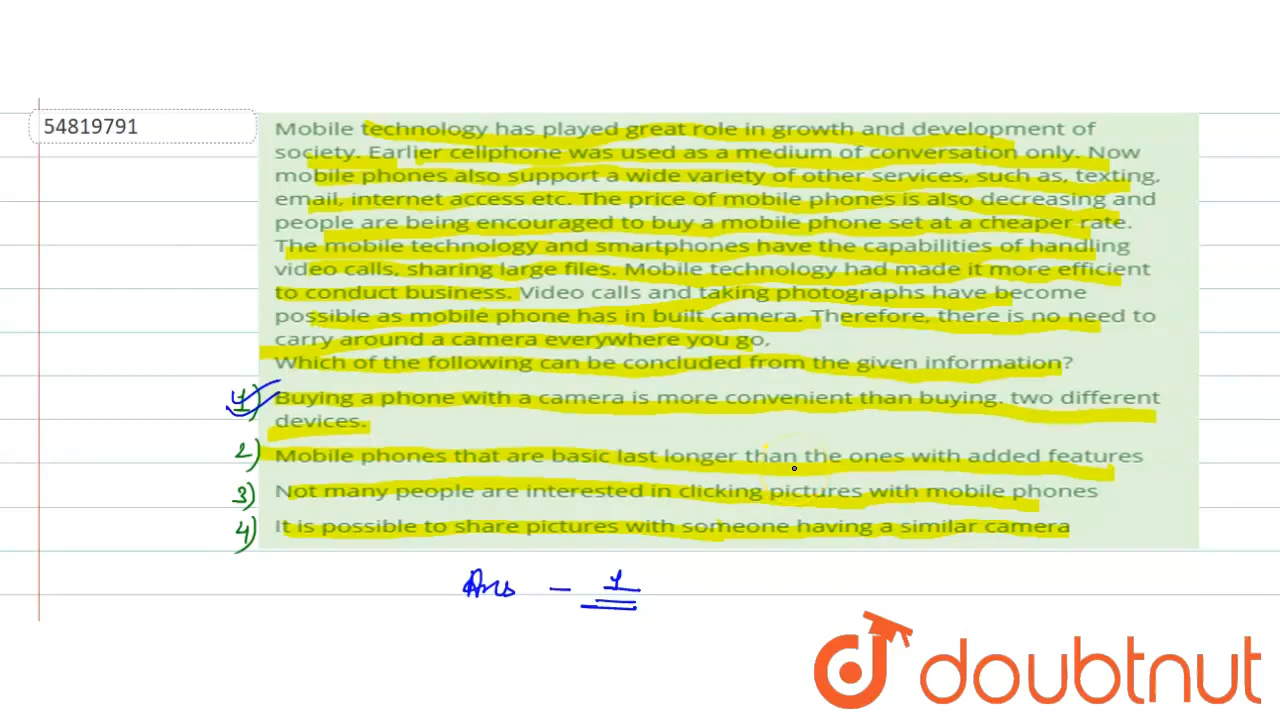 54819791
Mobile technology has played great role in growth and development of
society. Earlier cellphone was used as a medium of conversation only. Now
mobile phones also support a wide variety of other services, such as, texting,
email, internet access etc. The price of mobile phones is also decreasing and
people are being encouraged to buy a mobile phone set at a cheaper rate.
The mobile technology and smartphones have the capabilities of handling
video calls, sharing large files. Mobile technology had made it more efficient
to conduct business. Video calls and taking photographs have become
possible as mobile phone has in built camera. Therefore, there is no need to
carry around a camera everywhere you go.
Which of the following can be concluded from the given information?
1) Buying a phone with a camera is more convenient than buying. two different
devices.
2) Mobile phones that are basic last longer than the ones with added features
3) Not many people are interested in clicking pictures with mobile phones
4) It is possible to share pictures with someone having a similar camera
Ans - 1
doubtnut